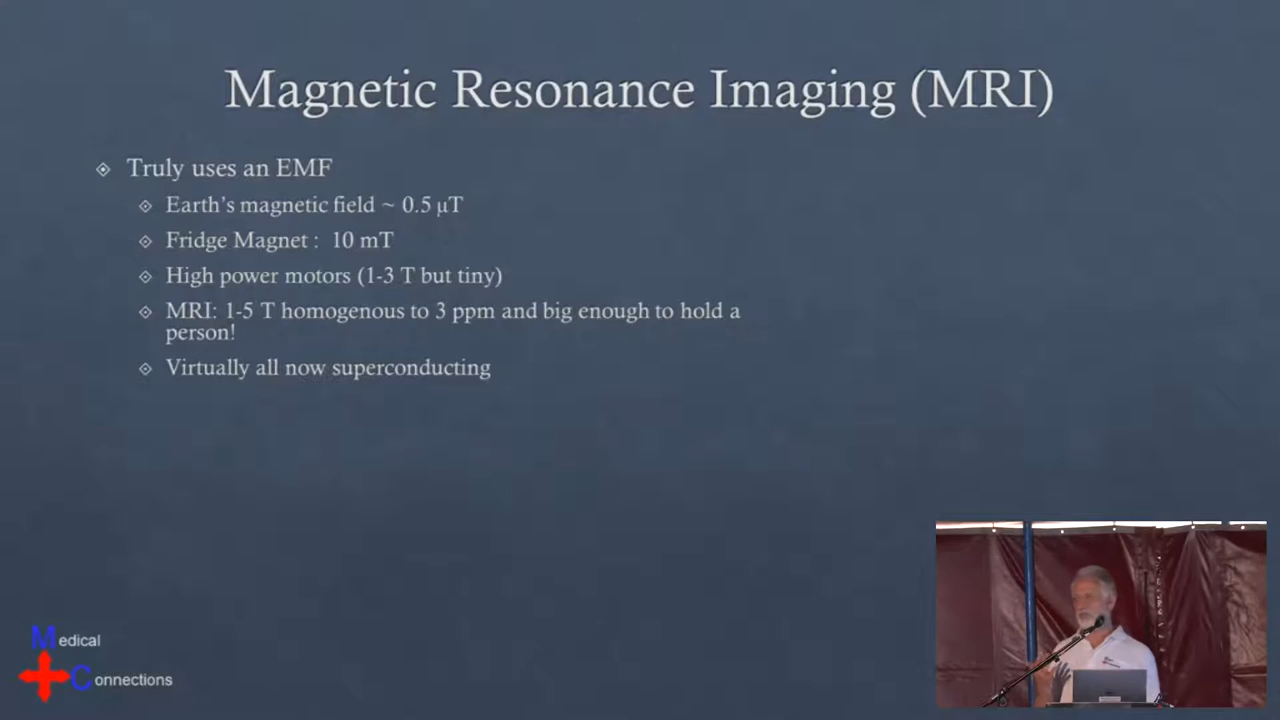 Magnetic Resonance Imaging (MRI)
Truly uses an EMF
Earth's magnetic field ~ 0.5 μT
Fridge Magnet : 10 mT
High power motors (1-3 T but tiny)
MRI: 1-5 T homogenous to 3 ppm and big enough to hold a
person!
Virtually all now superconducting
Medical
Connections